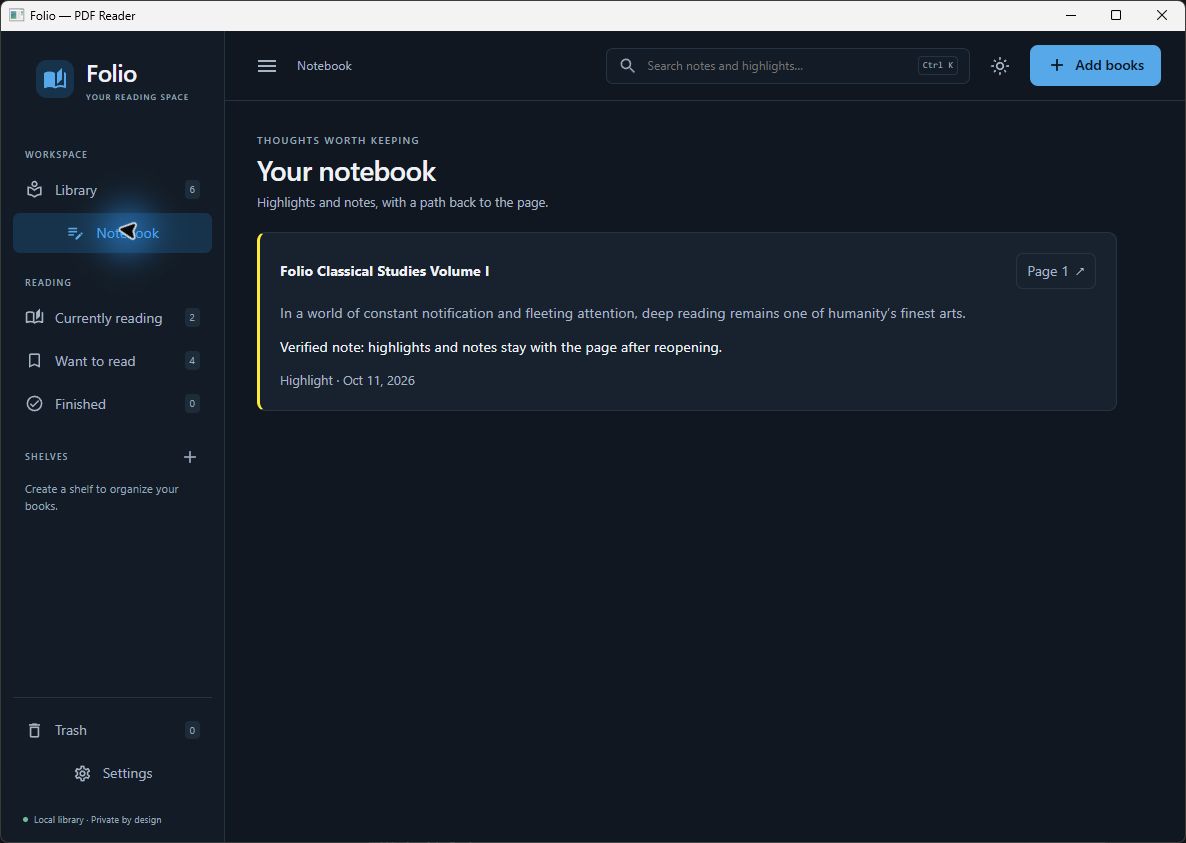 Folio — PDF Reader
Folio
YOUR READING SPACE
WORKSPACE
Library 6
Notebook
READING
Currently reading 2
Want to read 4
Finished 0
SHELVES
Create a shelf to organize your
books.
Trash 0
Settings
Local library · Private by design
Notebook
Search notes and highlights...
Ctrl K
Add books
THOUGHTS WORTH KEEPING
Your notebook
Highlights and notes, with a path back to the page.
Folio Classical Studies Volume I
Page 1 ↗
In a world of constant notification and fleeting attention, deep reading remains one of humanity’s finest arts.
Verified note: highlights and notes stay with the page after reopening.
Highlight · Oct 11, 2026